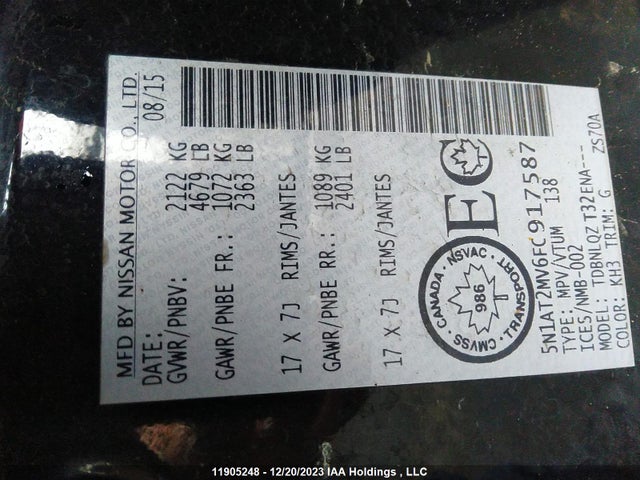 MFD BY NISSAN MOTOR CO., LTD.
DATE: 08/15
GVWR/PNBV: 2122 KG
4679 LB
GAWR/PNBE FR.: 1072 KG
2363 LB
17 X 7J RIMS/JANTES
GAWR/PNBE RR.: 1089 KG
2401 LB
17 X 7J RIMS/JANTES
EC
CANADA · NSVAC · TRANSPORT · CMVSS ·
986
5N1AT2MV6FC917587
TYPE: MPV/VTUM 138
ICES/NMB-002
MODEL: TDBNLQZ T32ENA----
COLOR: KH3 TRIM: G ZS70A
11905248 - 12/20/2023 IAA Holdings , LLC